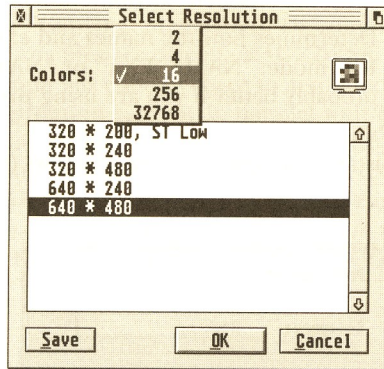 Select Resolution
Colors:
2
4
✓ 16
256
32768
320 * 200, ST Low
320 * 240
320 * 480
640 * 240
640 * 480
Save
OK
Cancel